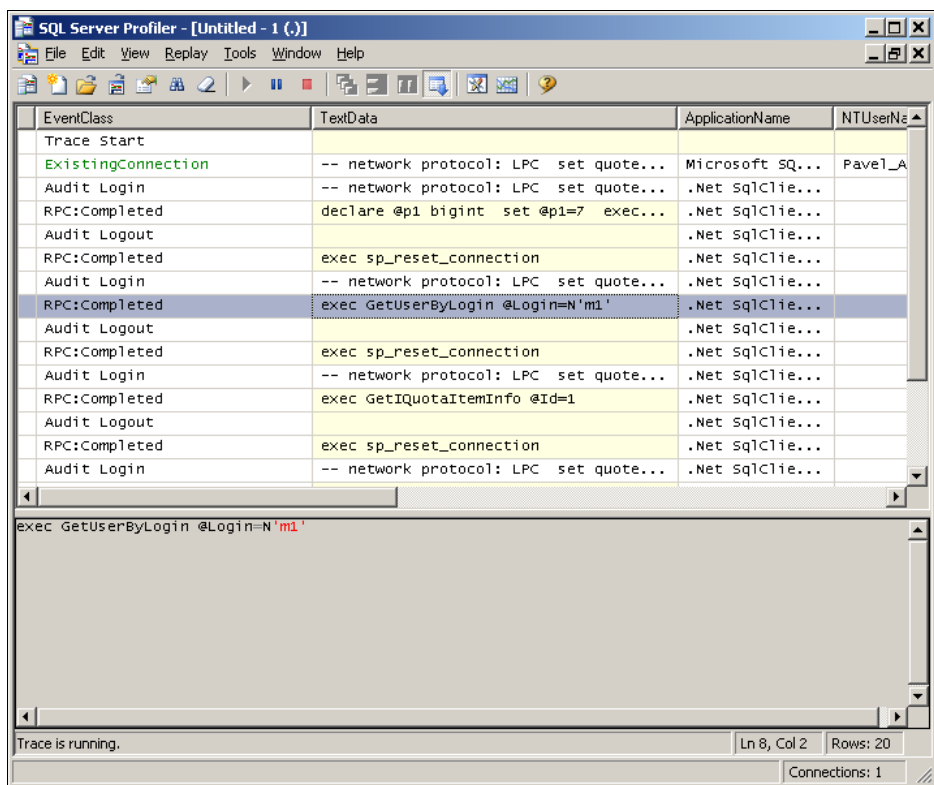 SQL Server Profiler - [Untitled - 1 (.)]
File Edit View Replay Tools Window Help
EventClass TextData ApplicationName NTUserNa
Trace Start
ExistingConnection -- network protocol: LPC set quote... Microsoft SQ... Pavel_A
Audit Login -- network protocol: LPC set quote... .Net SqlClie...
RPC:Completed declare @p1 bigint set @p1=7 exec... .Net SqlClie...
Audit Logout .Net SqlClie...
RPC:Completed exec sp_reset_connection .Net SqlClie...
Audit Login -- network protocol: LPC set quote... .Net SqlClie...
RPC:Completed exec GetUserByLogin @Login=N'm1' .Net SqlClie...
Audit Logout .Net SqlClie...
RPC:Completed exec sp_reset_connection .Net SqlClie...
Audit Login -- network protocol: LPC set quote... .Net SqlClie...
RPC:Completed exec GetIQuotaItemInfo @Id=1 .Net SqlClie...
Audit Logout .Net SqlClie...
RPC:Completed exec sp_reset_connection .Net SqlClie...
Audit Login -- network protocol: LPC set quote... .Net SqlClie...
exec GetUserByLogin @Login=N'm1'
Trace is running. Ln 8, Col 2 Rows: 20
Connections: 1